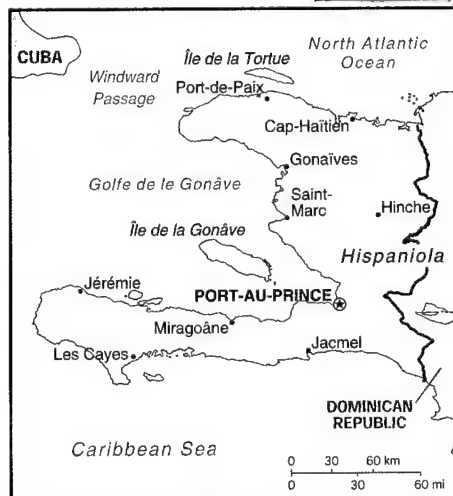 CUBA
Île de la Tortue
North Atlantic
Ocean
Windward
Passage
Port-de-Paix
Cap-Haïtien
Gonaïves
Golfe de le Gonâve
Saint-
Marc
Hinche
Île de la Gonâve
Hispaniola
Jérémie
PORT-AU-PRINCE
Miragoâne
Les Cayes
Jacmel
DOMINICAN
REPUBLIC
Caribbean Sea
0 30 60 km
0 30 60 mi